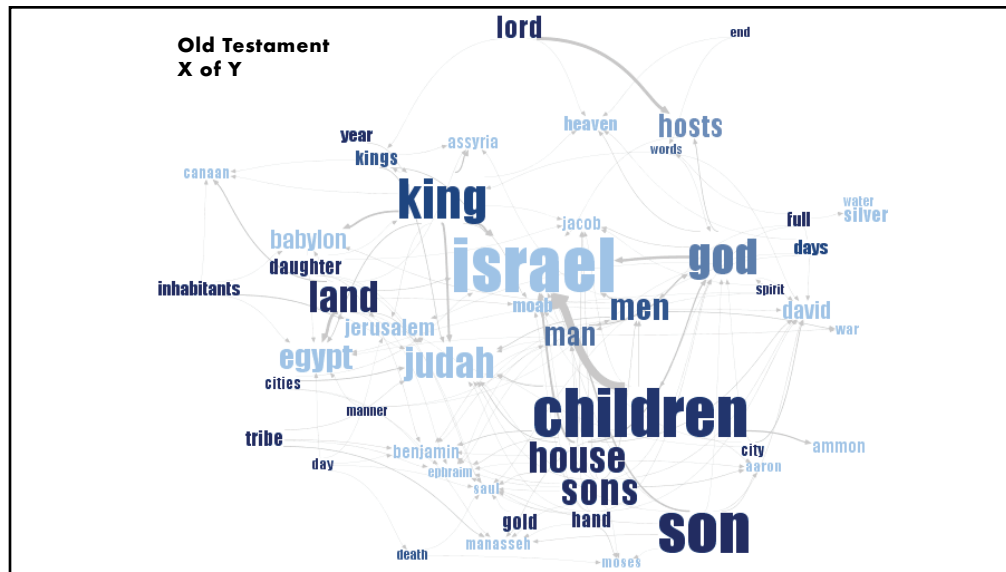 Old Testament
X of Y
lord
end
year
heaven
hosts
kings
assyria
words
canaan
king
water
full
silver
jacob
babylon
israel
god
days
daughter
inhabitants
land
spirit
moab
men
david
jerusalem
man
war
egypt
judah
cities
manner
children
tribe
benjamin
house
city
ammon
day
ephraim
aaron
saul
sons
gold
hand
son
manasseh
death
moses